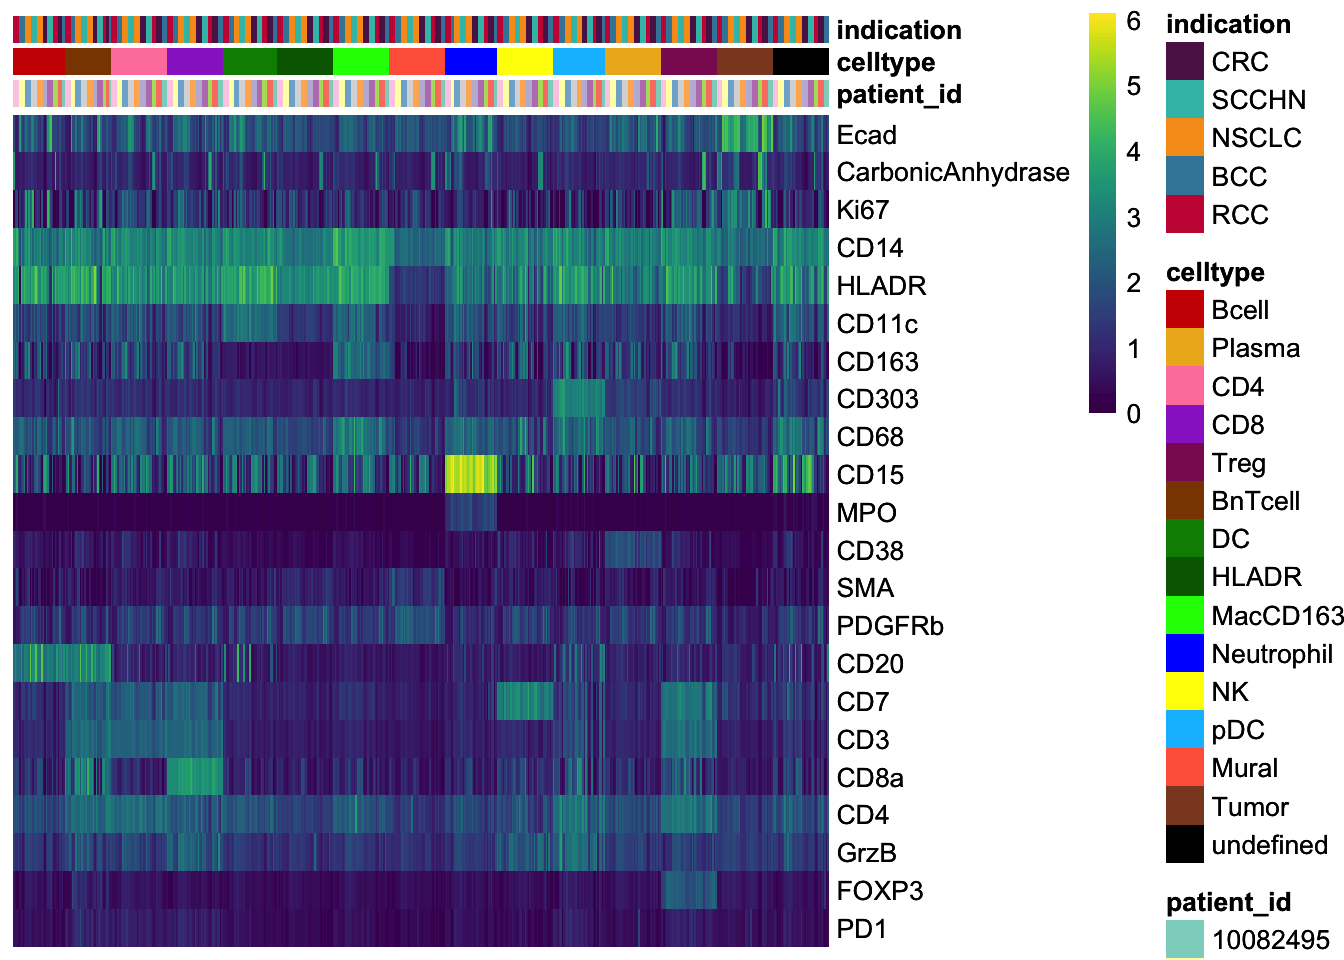 indication
celltype
patient_id
Ecad
CarbonicAnhydrase
Ki67
CD14
HLADR
CD11c
CD163
CD303
CD68
CD15
MPO
CD38
SMA
PDGFRb
CD20
CD7
CD3
CD8a
CD4
GrzB
FOXP3
PD1
6
5
4
3
2
1
0
indication
CRC
SCCHN
NSCLC
BCC
RCC
celltype
Bcell
Plasma
CD4
CD8
Treg
BnTcell
DC
HLADR
MacCD163
Neutrophil
NK
pDC
Mural
Tumor
undefined
patient_id
10082495